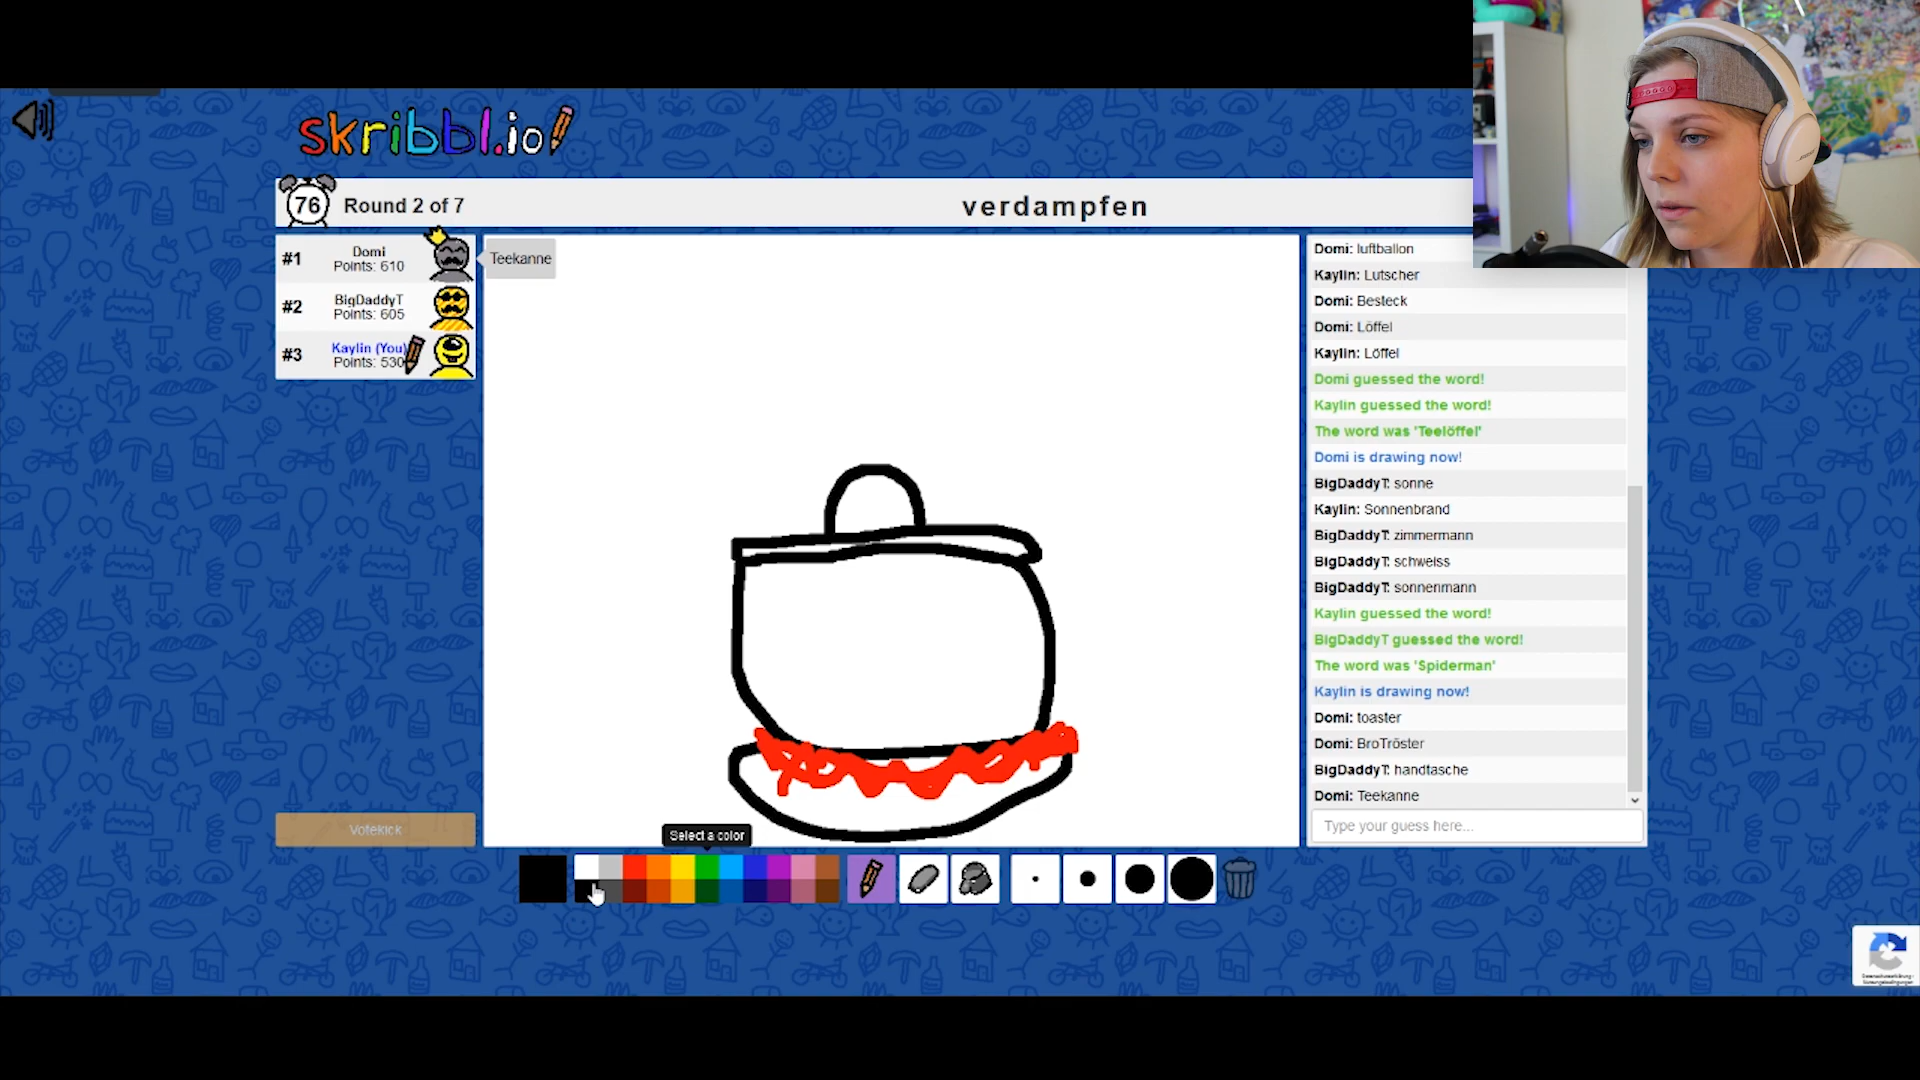 skribbl.io
76
Round 2 of 7
verdampfen
#1
Domi
Points: 610
Teekanne
#2
BigDaddyT
Points: 605
#3
Kaylin (You)
Points: 530
Votekick
Domi: luftballon
Kaylin: Lutscher
Domi: Besteck
Domi: Löffel
Kaylin: Löffel
Domi guessed the word!
Kaylin guessed the word!
The word was 'Teelöffel'
Domi is drawing now!
BigDaddyT: sonne
Kaylin: Sonnenbrand
BigDaddyT: zimmermann
BigDaddyT: schweiss
BigDaddyT: sonnenmann
Kaylin guessed the word!
BigDaddyT guessed the word!
The word was 'Spiderman'
Kaylin is drawing now!
Domi: toaster
Domi: BroTröster
BigDaddyT: handtasche
Domi: Teekanne
Type your guess here...
Select a color